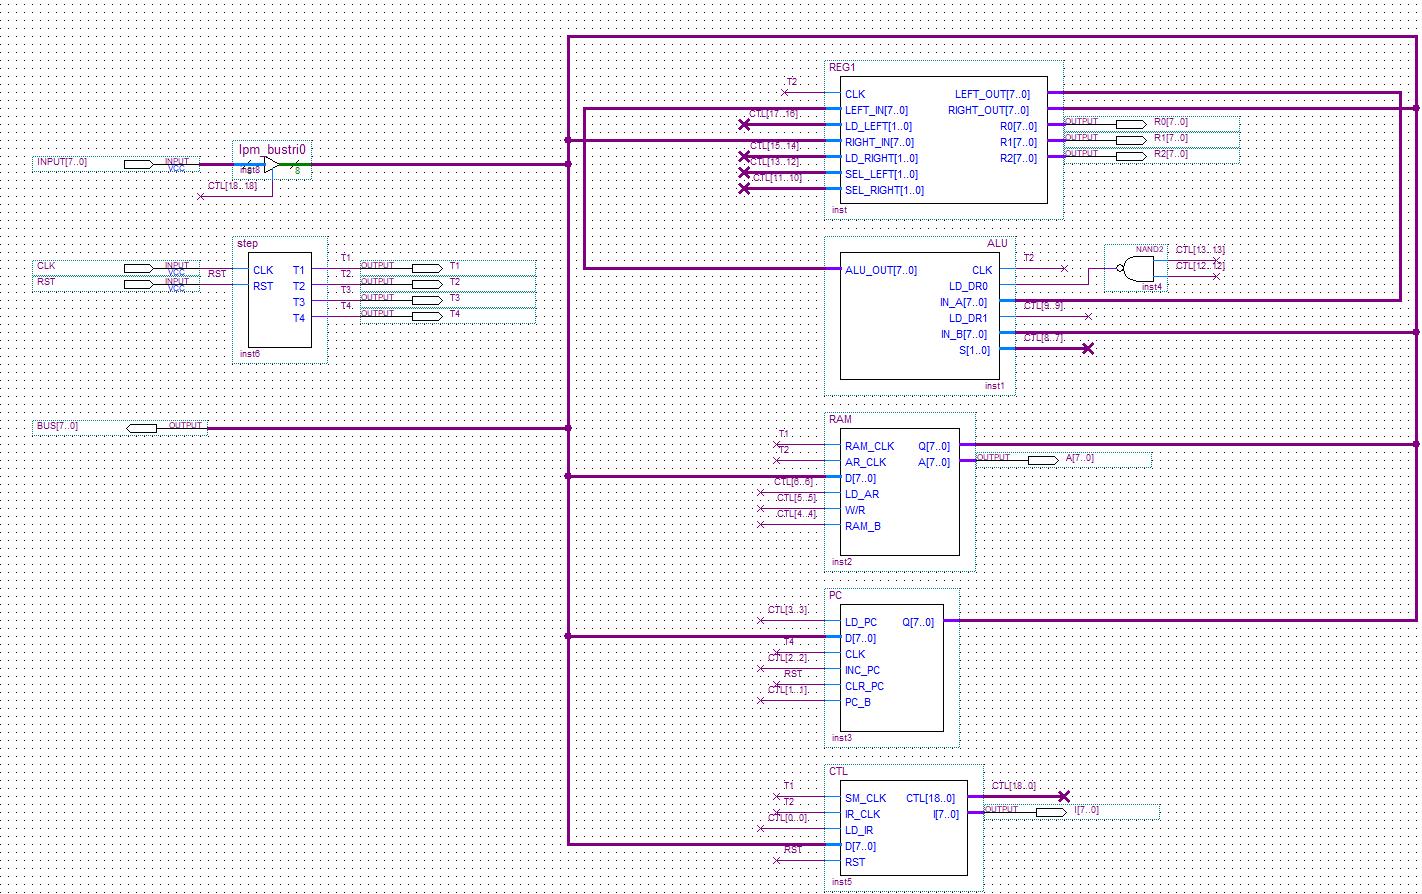 REG1
T2
CLK
LEFT_OUT[7..0]
LEFT_IN[7..0]
RIGHT_OUT[7..0]
CTL[17..16]
LD_LEFT[1..0]
R0[7..0]
OUTPUT
R0[7..0]
RIGHT_IN[7..0]
R1[7..0]
OUTPUT
R1[7..0]
CTL[15..14]
LD_RIGHT[1..0]
R2[7..0]
OUTPUT
R2[7..0]
CTL[13..12]
SEL_LEFT[1..0]
CTL[11..10]
SEL_RIGHT[1..0]
inst
lpm_bustri0
INPUT[7..0]
INPUT
VCC
inst8
8
CTL[18..18]
step
CLK
INPUT
VCC
CLK
T1
T1
OUTPUT
T1
RST
INPUT
VCC
RST
RST
T2
T2
OUTPUT
T2
T3
T3
OUTPUT
T3
T4
T4
OUTPUT
T4
inst6
ALU
ALU_OUT[7..0]
CLK
T2
LD_DR0
NAND2
CTL[13..13]
CTL[12..12]
inst4
IN_A[7..0]
LD_DR1
CTL[9..9]
IN_B[7..0]
S[1..0]
CTL[8..7]
inst1
BUS[7..0]
OUTPUT
RAM
T1
RAM_CLK
Q[7..0]
T2
AR_CLK
A[7..0]
OUTPUT
A[7..0]
D[7..0]
CTL[6..6]
LD_AR
CTL[5..5]
W/R
CTL[4..4]
RAM_B
inst2
PC
CTL[3..3]
LD_PC
Q[7..0]
D[7..0]
T4
CLK
CTL[2..2]
INC_PC
RST
CLR_PC
CTL[1..1]
PC_B
inst3
CTL
T1
SM_CLK
CTL[18..0]
CTL[18..0]
T2
IR_CLK
I[7..0]
OUTPUT
I[7..0]
CTL[0..0]
LD_IR
D[7..0]
RST
RST
inst5